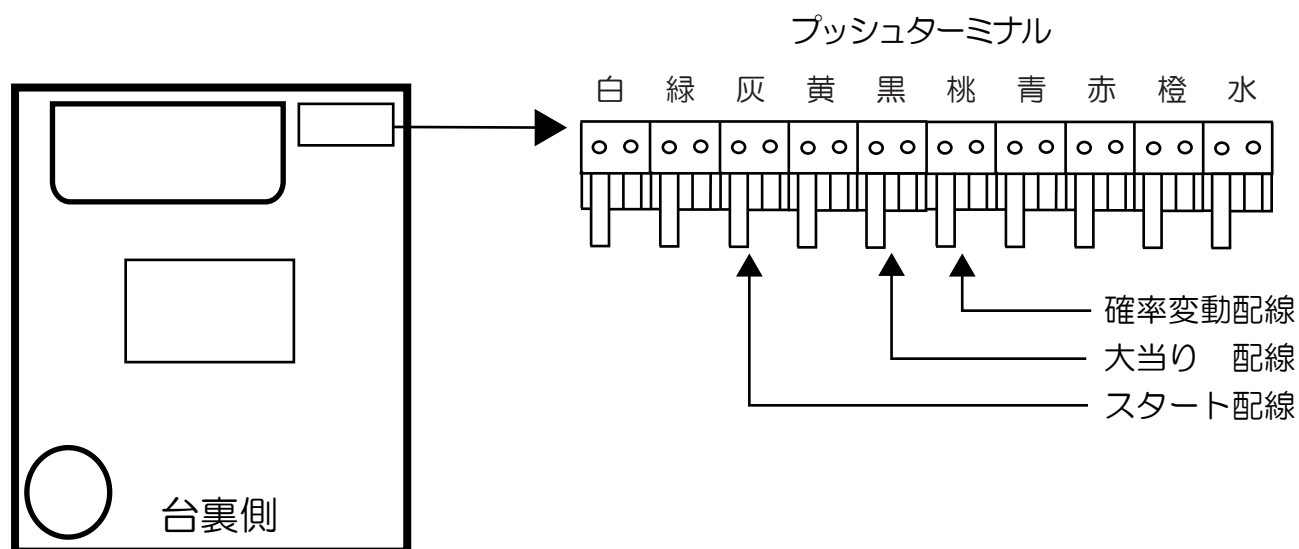 プッシュターミナル
白 緑 灰 黄 黒 桃 青 赤 橙 水
確率変動配線
大当り　配線
スタート配線
台裏側